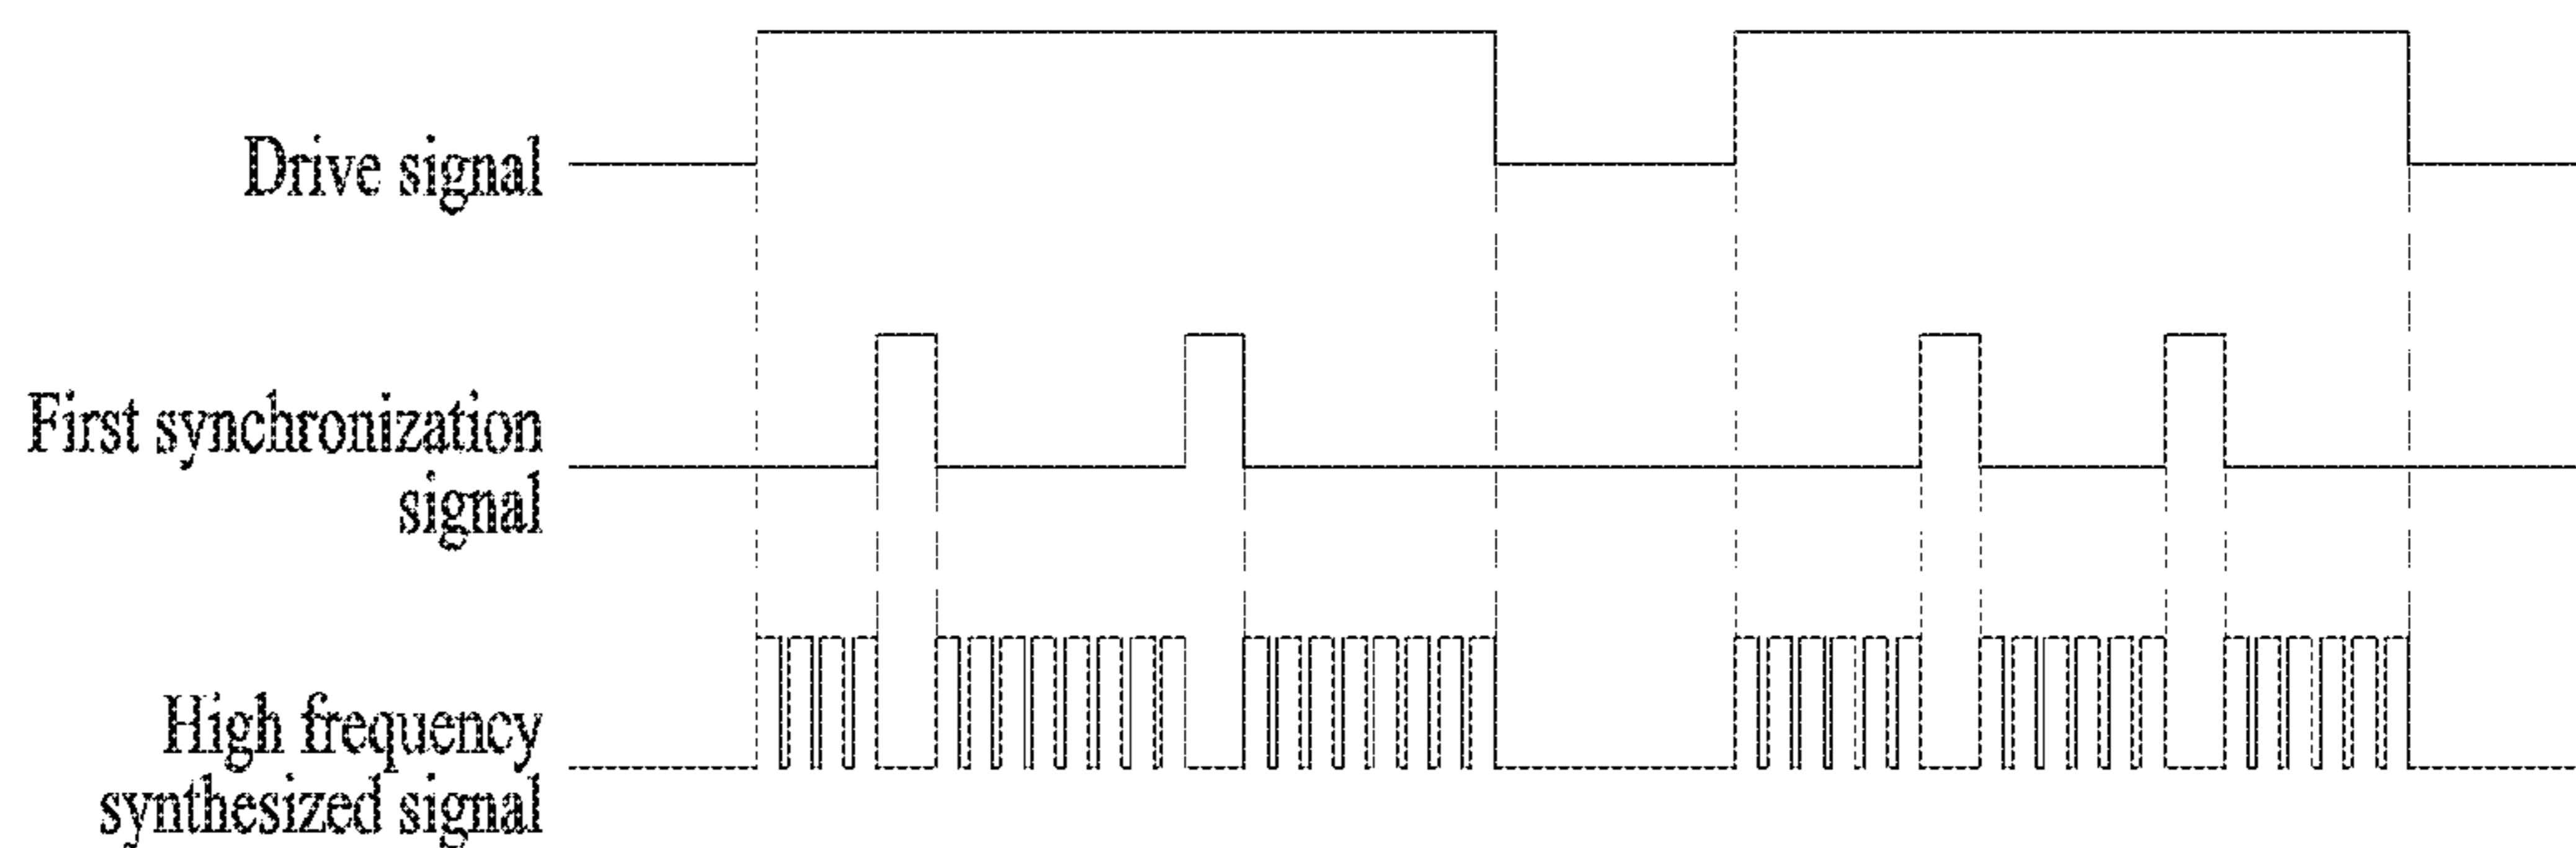 Drive signal
First synchronization
signal
High frequency
synthesized signal